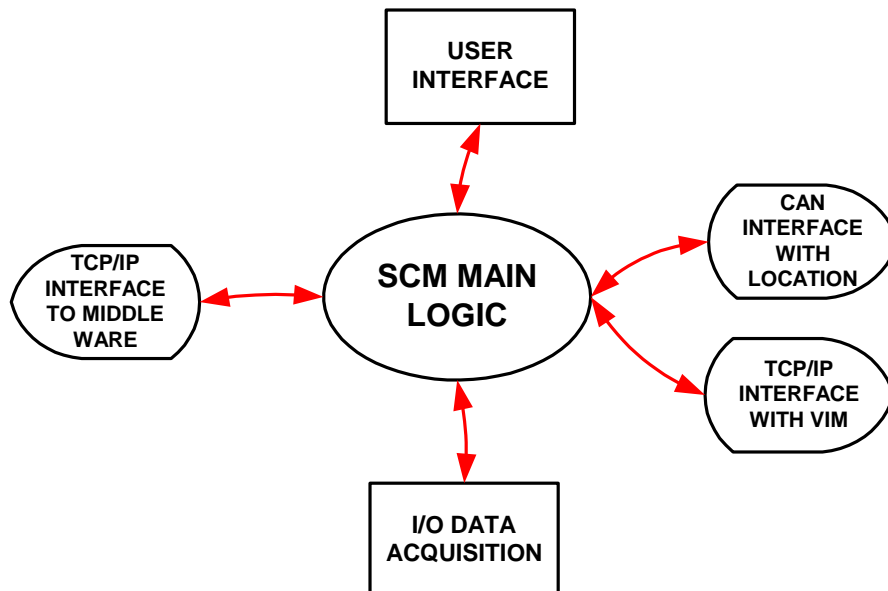 USER
INTERFACE
CAN
INTERFACE
WITH
LOCATION
TCP/IP
INTERFACE
TO MIDDLE
WARE
SCM MAIN
LOGIC
TCP/IP
INTERFACE
WITH VIM
I/O DATA
ACQUISITION